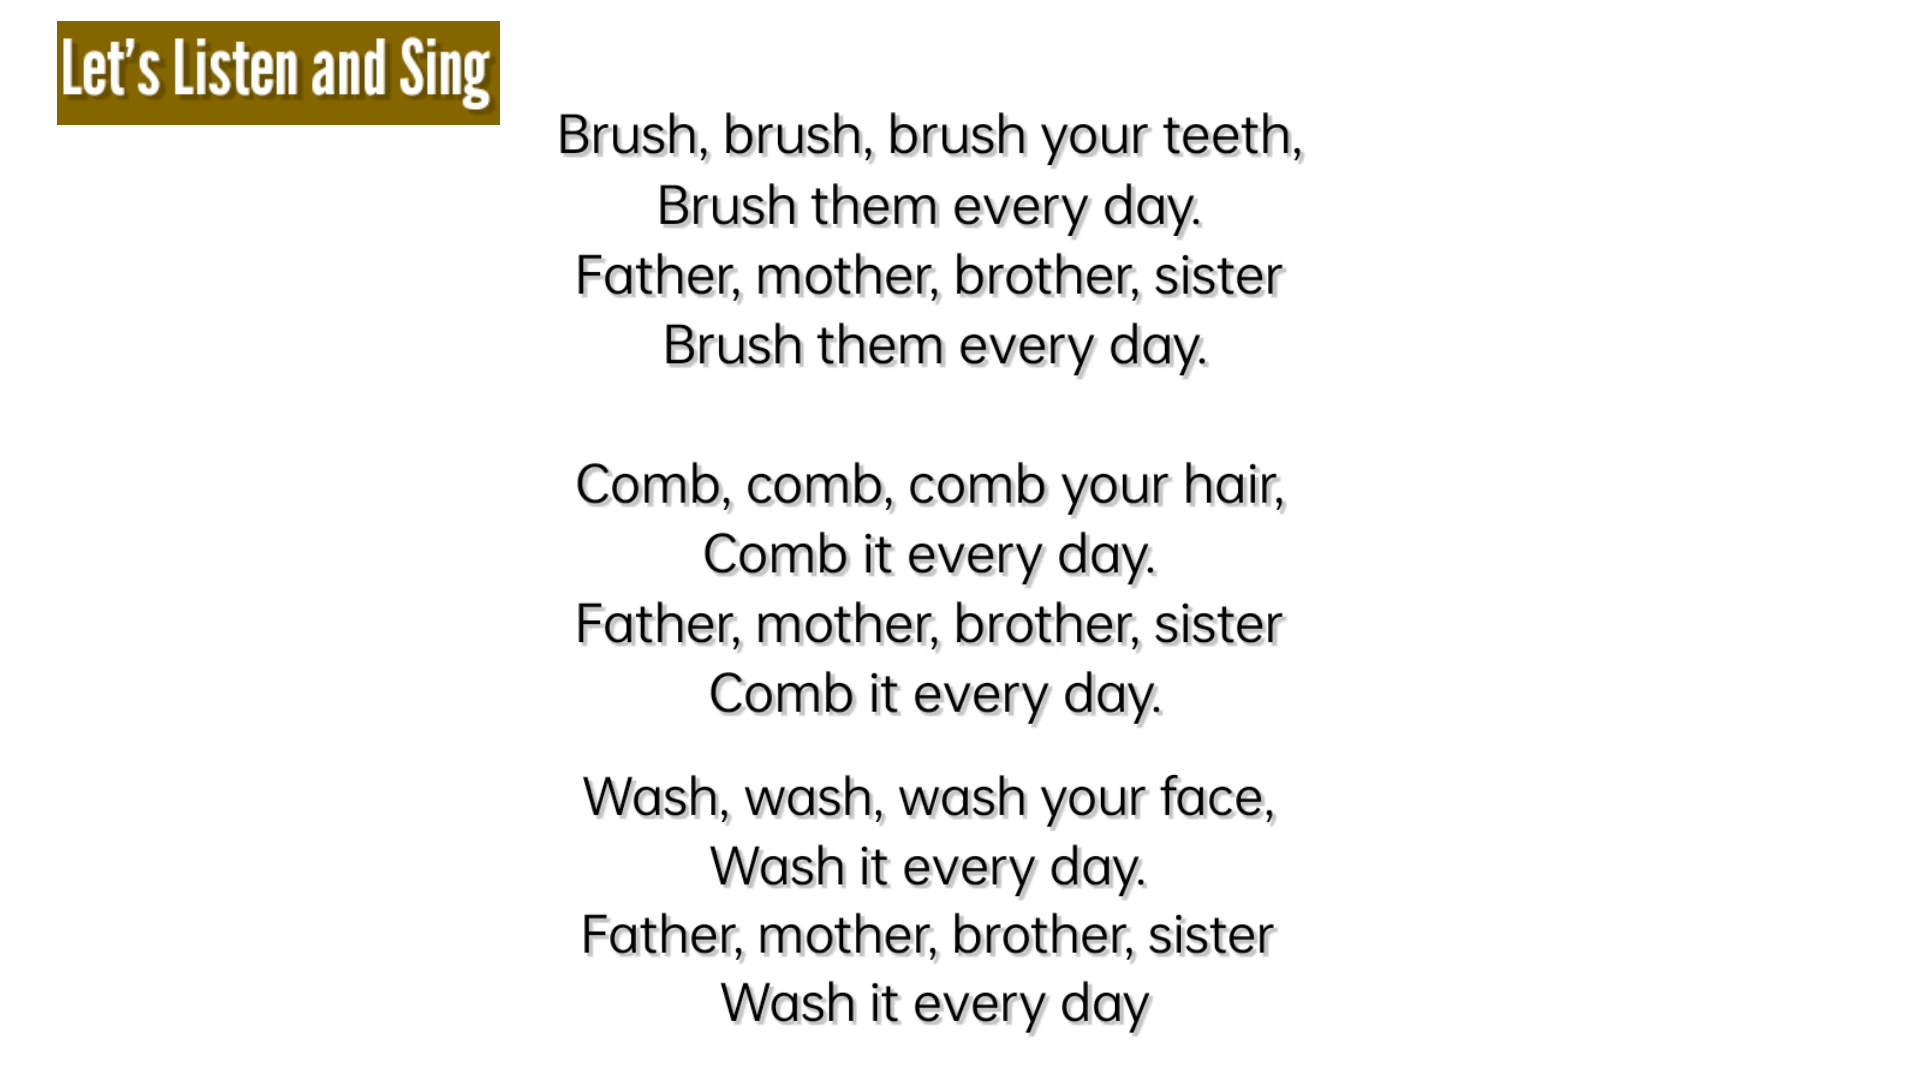 Let’s Listen and Sing
Brush, brush, brush your teeth,
Brush them every day.
Father, mother, brother, sister
Brush them every day.
Comb, comb, comb your hair,
Comb it every day.
Father, mother, brother, sister
Comb it every day.
Wash, wash, wash your face,
Wash it every day.
Father, mother, brother, sister
Wash it every day